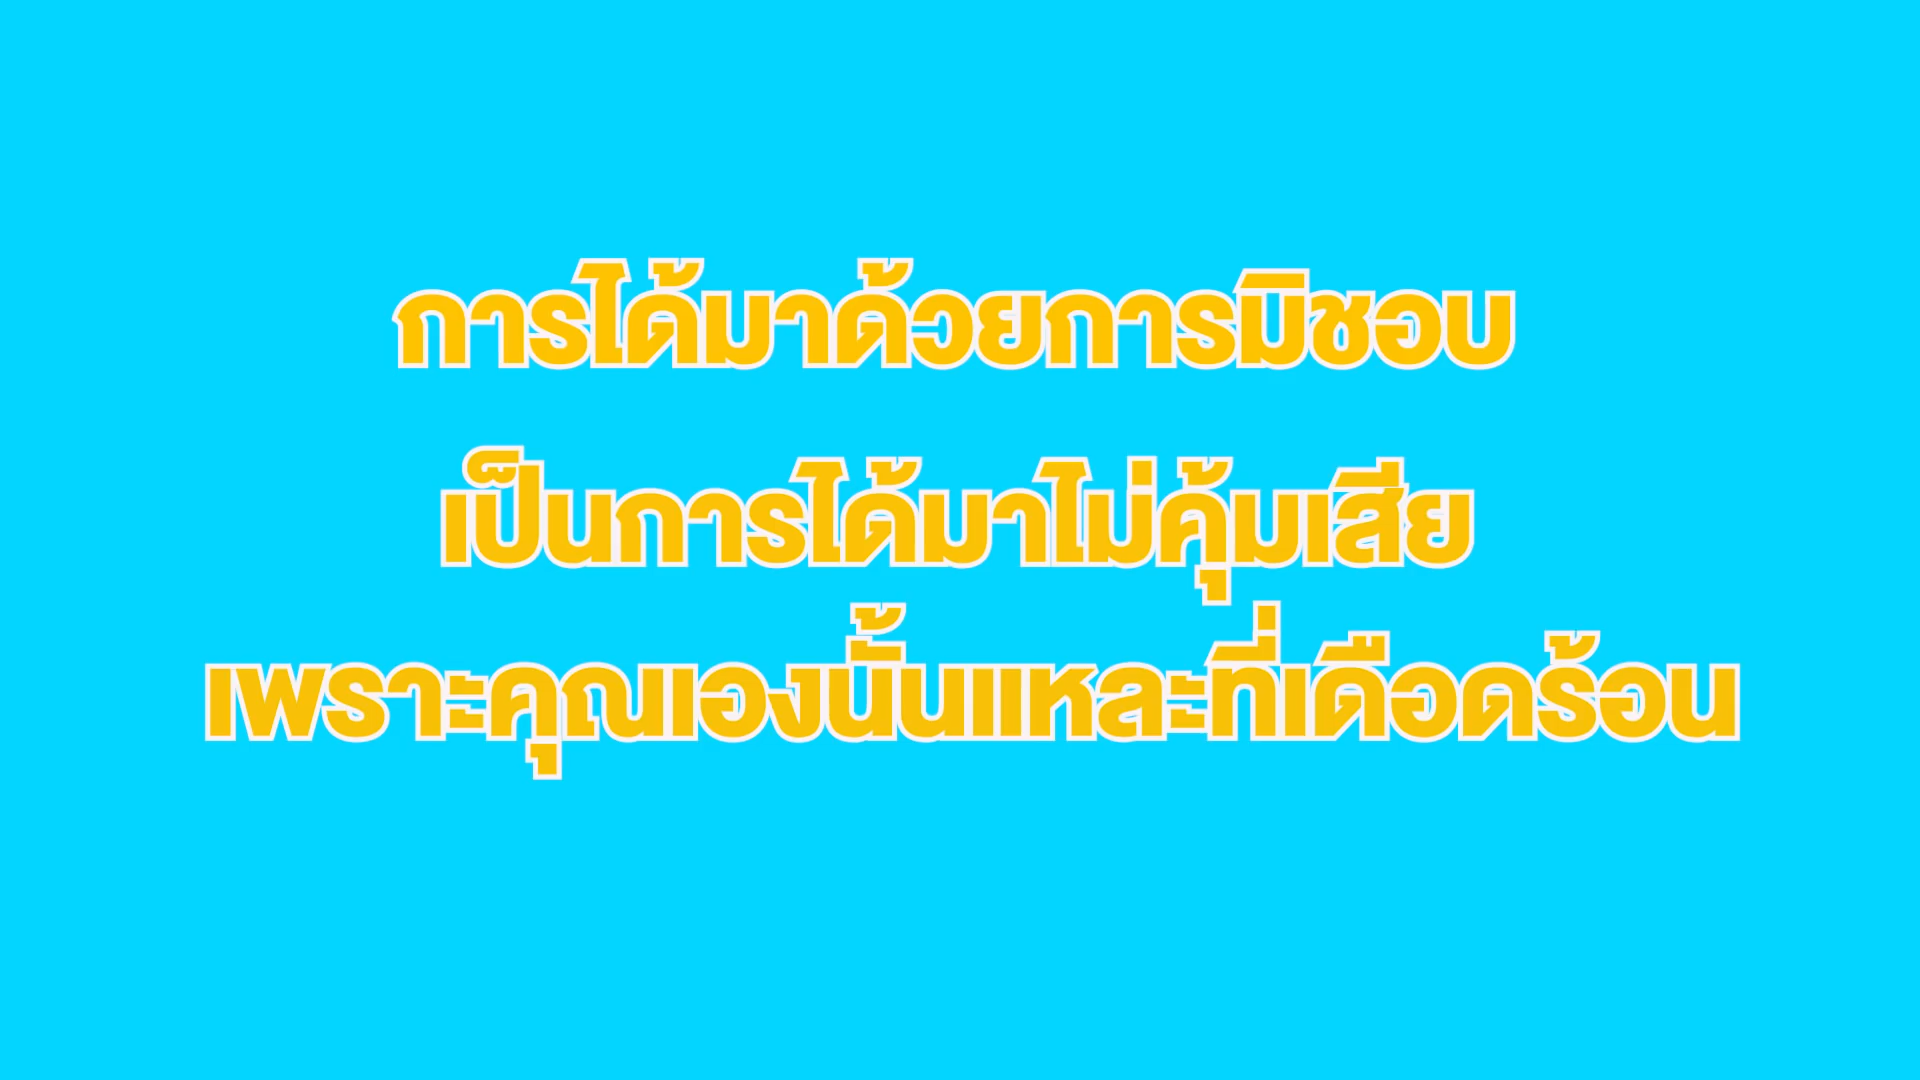 การได้มาด้วยการมิชอบ
เป็นการได้มาไม่คุ้มเสีย
เพราะคุณเองนั้นแหละที่เดือดร้อน